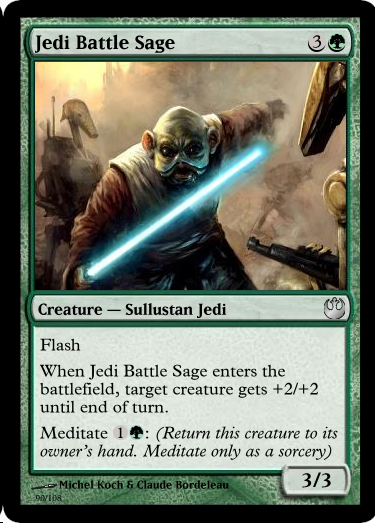 Jedi Battle Sage 3
Creature — Sullustan Jedi
Flash
When Jedi Battle Sage enters the
battlefield, target creature gets +2/+2
until end of turn.
Meditate 1 : (Return this creature to its
owner's hand. Meditate only as a sorcery)
3/3
Michel Koch & Claude Bordeleau
90/108